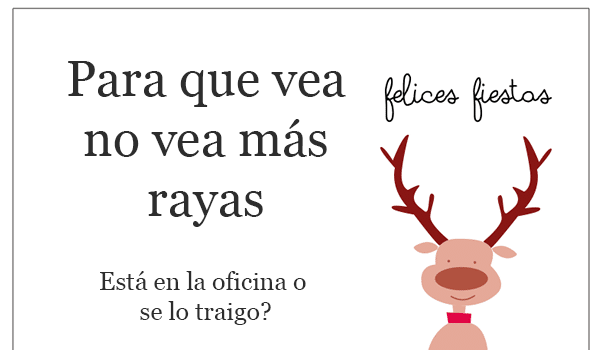 Para que vea
no vea más
rayas
Está en la oficina o
se lo traigo?
felices fiestas